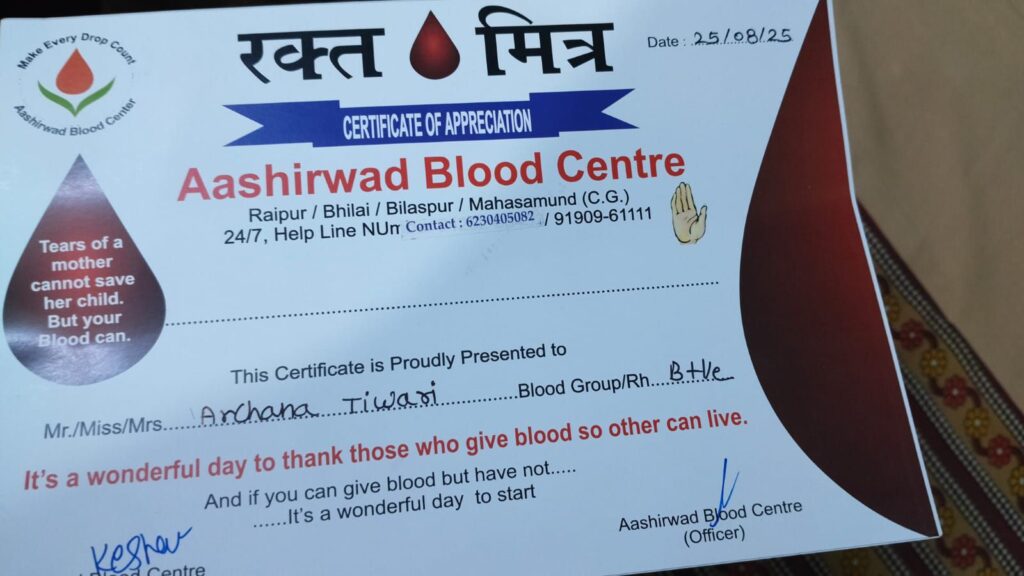 Make Every Drop Count
Aashirwad Blood Center
रक्त मित्र
Date : 25/08/25
CERTIFICATE OF APPRECIATION
Aashirwad Blood Centre
Raipur / Bhilai / Bilaspur / Mahasamund (C.G.)
24/7, Help Line NUm Contact : 6230405082 / 91909-61111
Tears of a
mother
cannot save
her child.
But your
Blood can.
This Certificate is Proudly Presented to
Mr./Miss/Mrs. Archana Tiwari Blood Group/Rh B+Ve
It's a wonderful day to thank those who give blood so other can live.
And if you can give blood but have not.....
......It's a wonderful day to start
Keshav
Blood Centre
Aashirwad Blood Centre
(Officer)